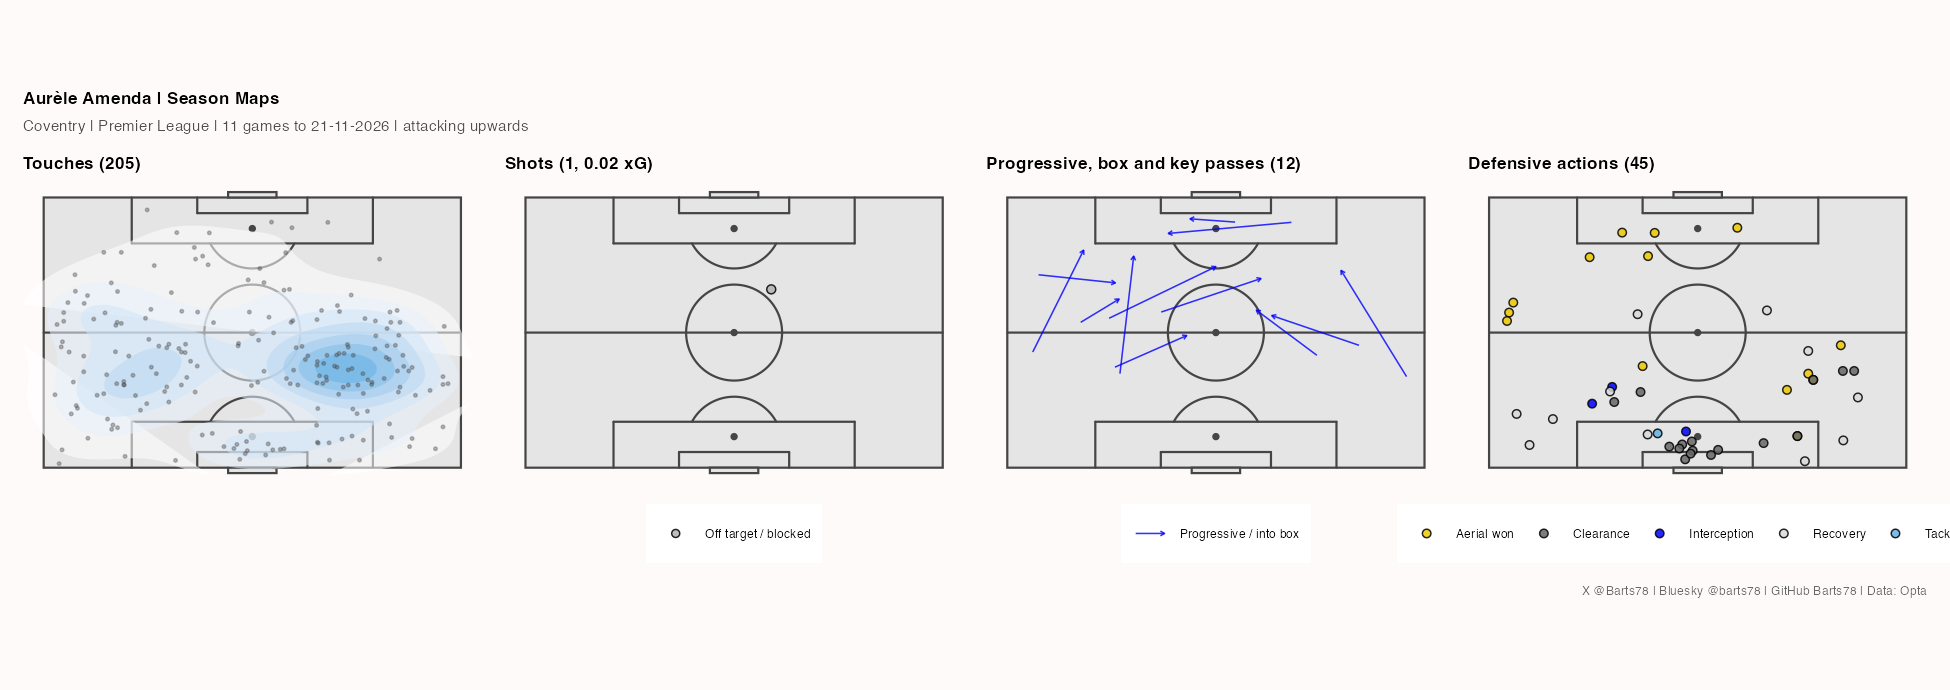 Aurèle Amenda | Season Maps
Coventry | Premier League | 11 games to 21-11-2026 | attacking upwards
Touches (205)
Shots (1, 0.02 xG)
Progressive, box and key passes (12)
Defensive actions (45)
Off target / blocked
Progressive / into box
Aerial won
Clearance
Interception
Recovery
Tack
X @Barts78 | Bluesky @barts78 | GitHub Barts78 | Data: Opta